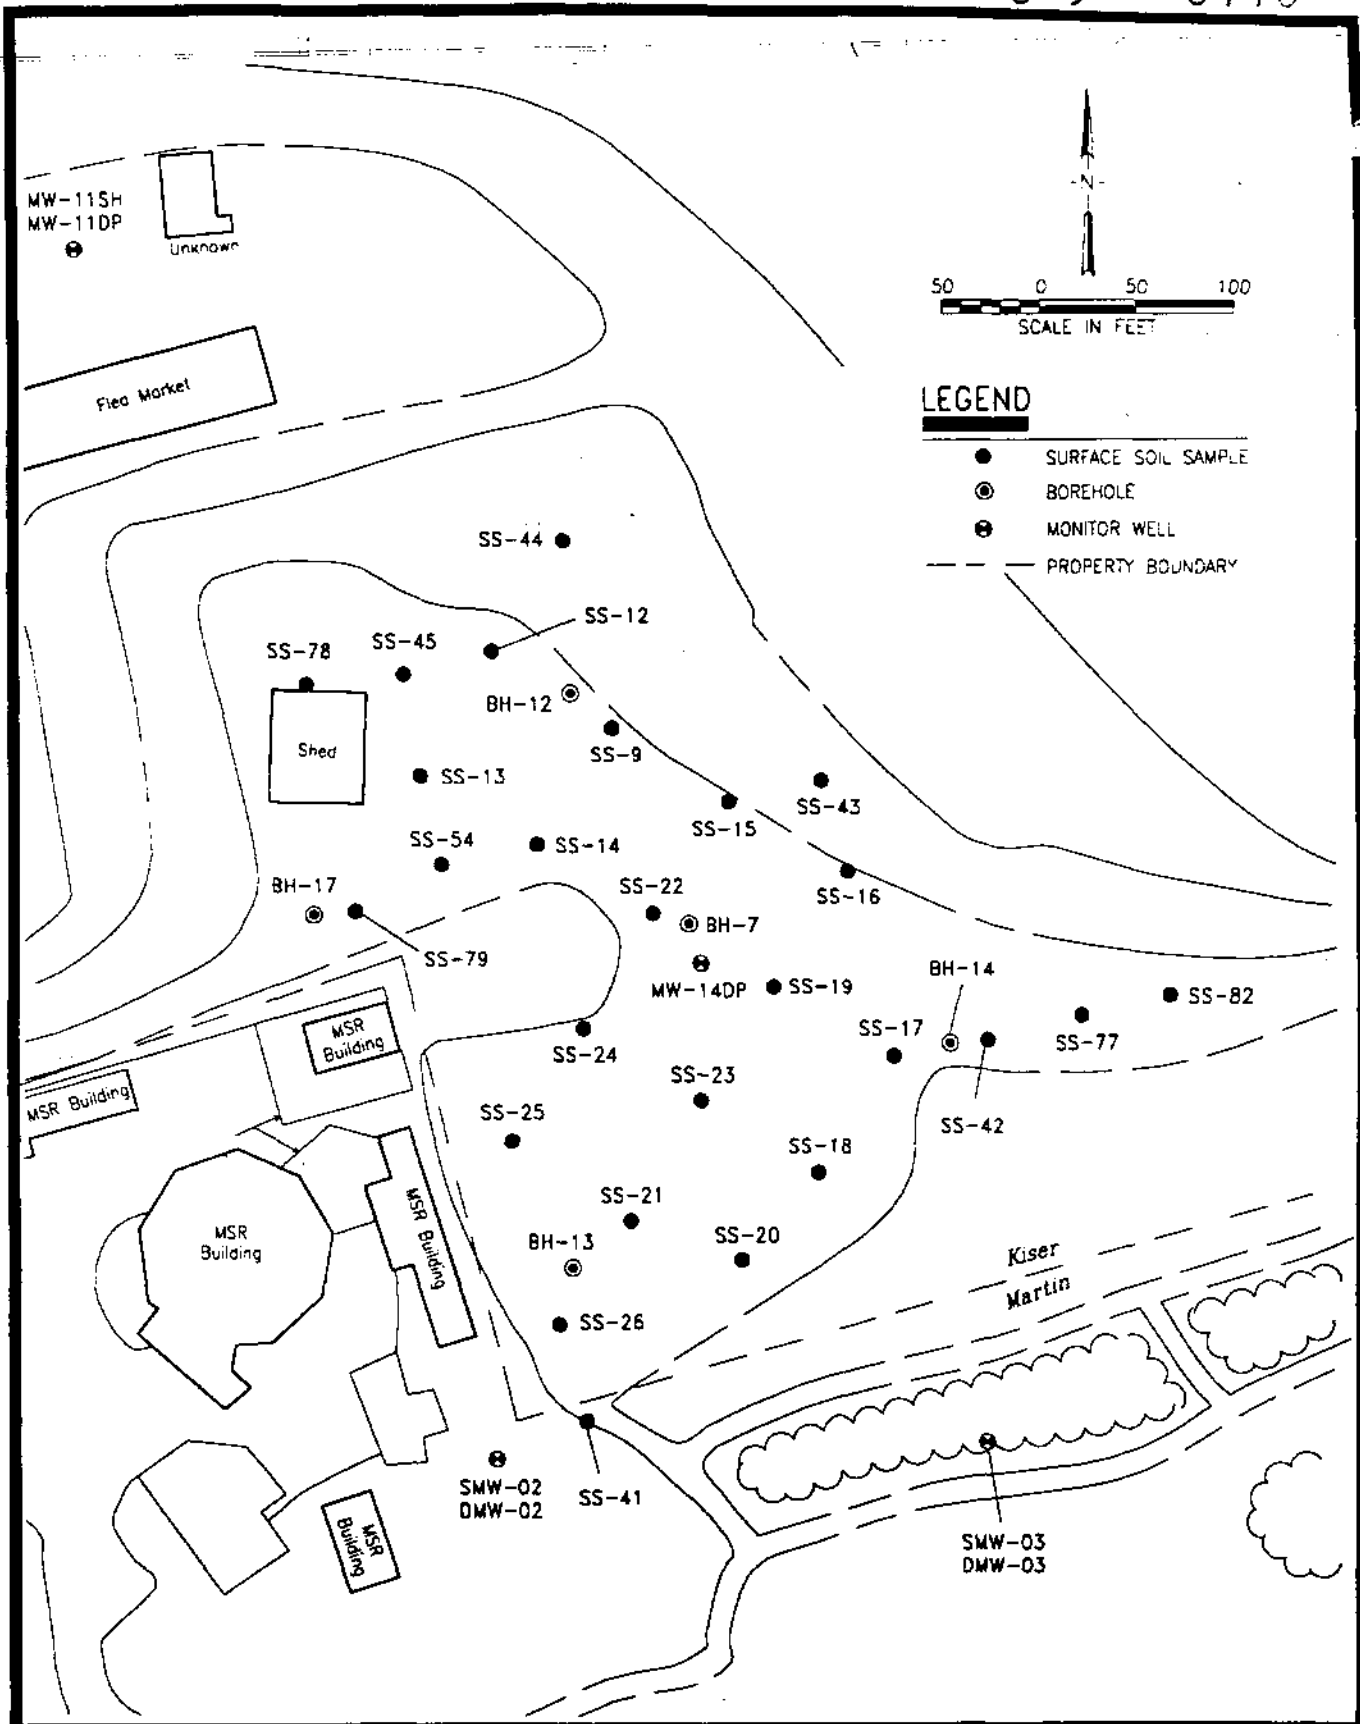 MW-11SH
MW-11DP
Unknown
-N-
50 0 50 100
SCALE IN FEET
Flea Market
LEGEND
SURFACE SOIL SAMPLE
BOREHOLE
MONITOR WELL
PROPERTY BOUNDARY
SS-44
SS-12
SS-45
SS-78
BH-12
Shed
SS-9
SS-13
SS-43
SS-15
SS-54
SS-14
BH-17
SS-22
SS-16
BH-7
SS-79
BH-14
MW-14DP
SS-19
SS-82
MSR
Building
SS-24
SS-17
SS-77
SS-23
MSR Building
SS-25
SS-42
SS-18
MSR Building
SS-21
MSR
Building
BH-13
SS-20
Kiser
Martin
SS-26
SMW-02
DMW-02
SS-41
MSR
Building
SMW-03
DMW-03